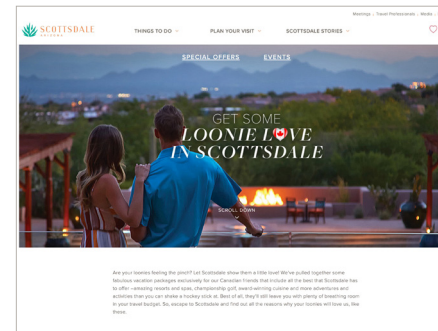 Meetings Travel Professionals Media
SCOTTSDALE
ARIZONA
THINGS TO DO
PLAN YOUR VISIT
SCOTTSDALE STORIES
SPECIAL OFFERS
EVENTS
GET SOME
LOONIE LOVE
IN SCOTTSDALE
SCROLL DOWN
Are your loonies feeling the pinch? Let Scottsdale show them a little love! We've pulled together some
fabulous vacation packages exclusively for our Canadian friends that include all the best that Scottsdale has
to offer –amazing resorts and spas, championship golf, award-winning cuisine and more adventures and
activities than you can shake a hockey stick at. Best of all, they'll still leave you with plenty of breathing room
in your travel budget. So, escape to Scottsdale and find out all the reasons why your loonies will love us, like
these: